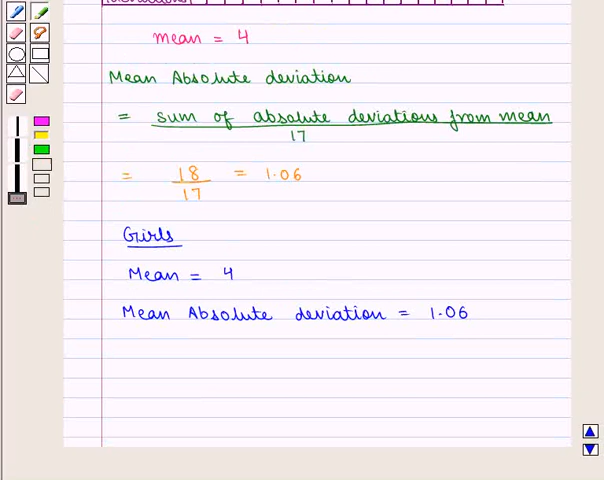 mean = 4
Mean Absolute deviation
= sum of absolute deviations from mean
17
= 18 = 1.06
17
Girls
Mean = 4
Mean Absolute deviation = 1.06